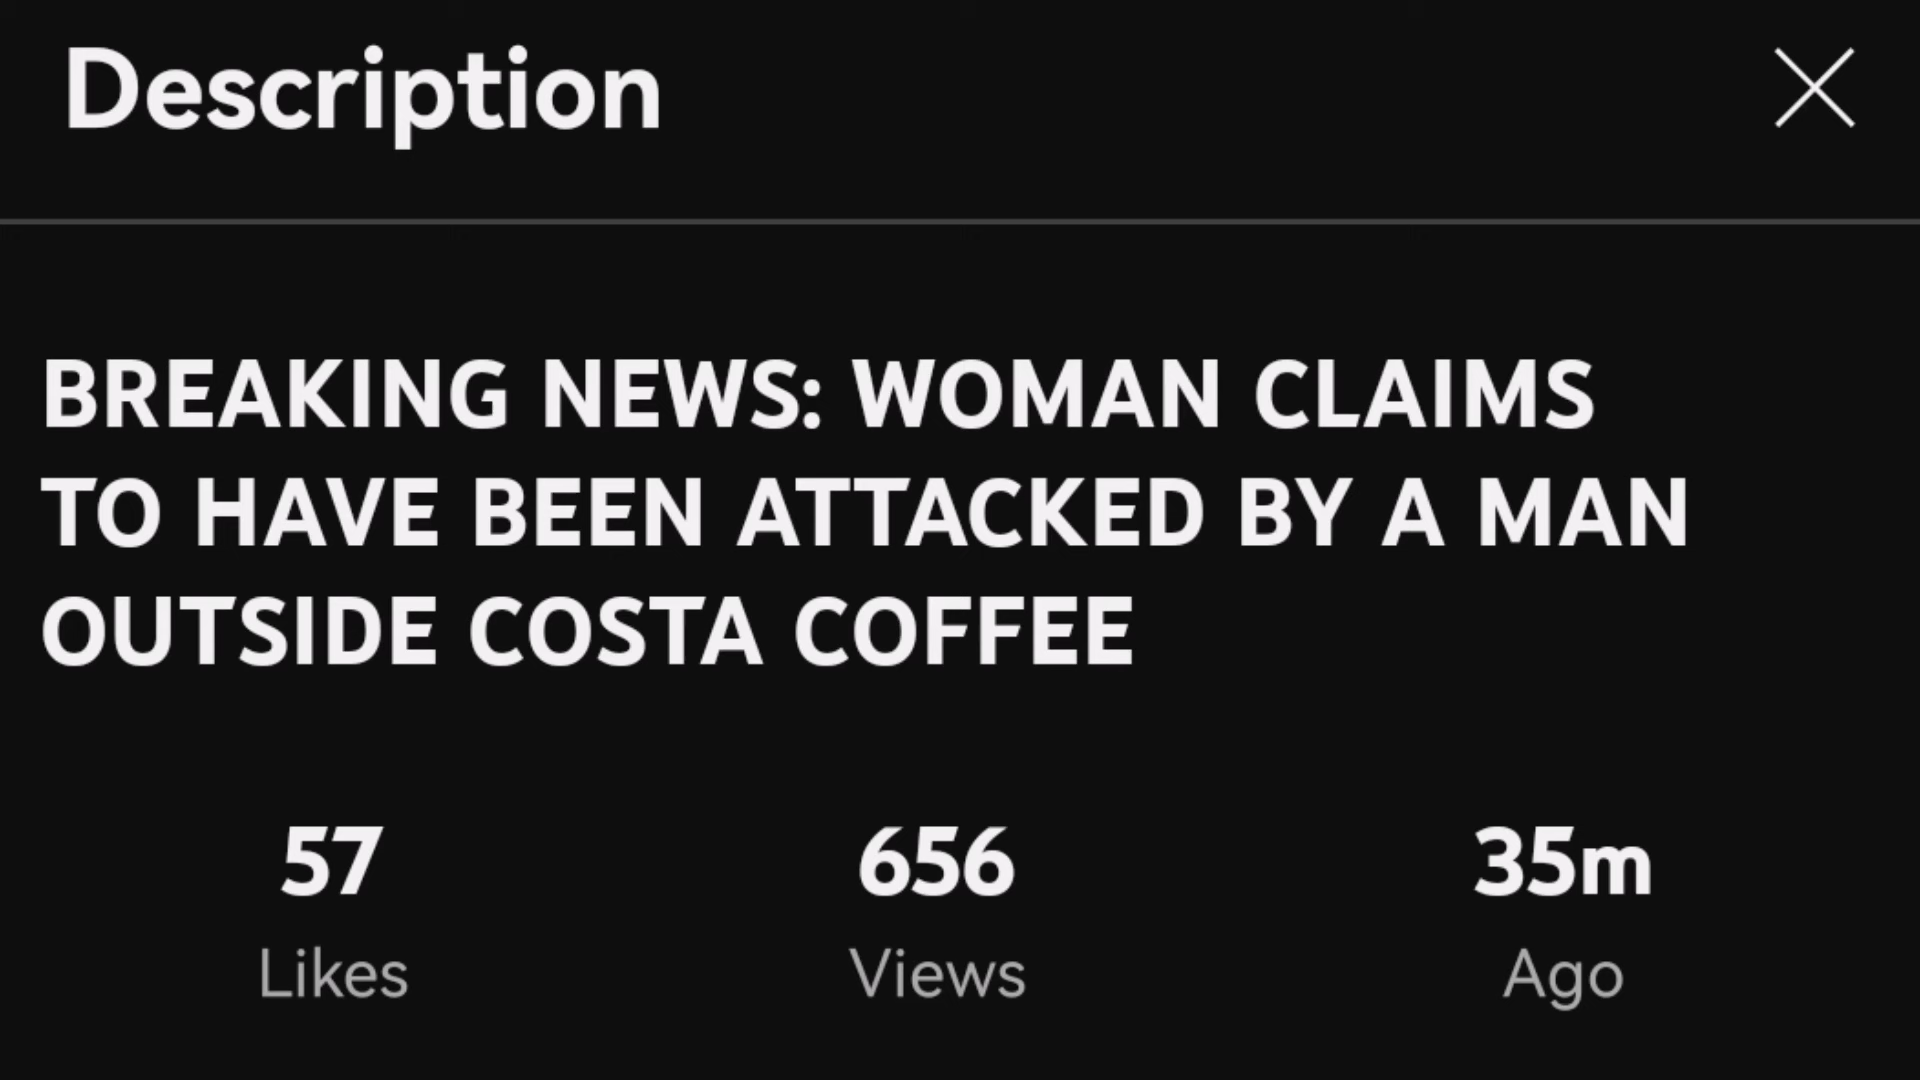 Description
BREAKING NEWS: WOMAN CLAIMS
TO HAVE BEEN ATTACKED BY A MAN
OUTSIDE COSTA COFFEE
57 656 35m
Likes Views Ago